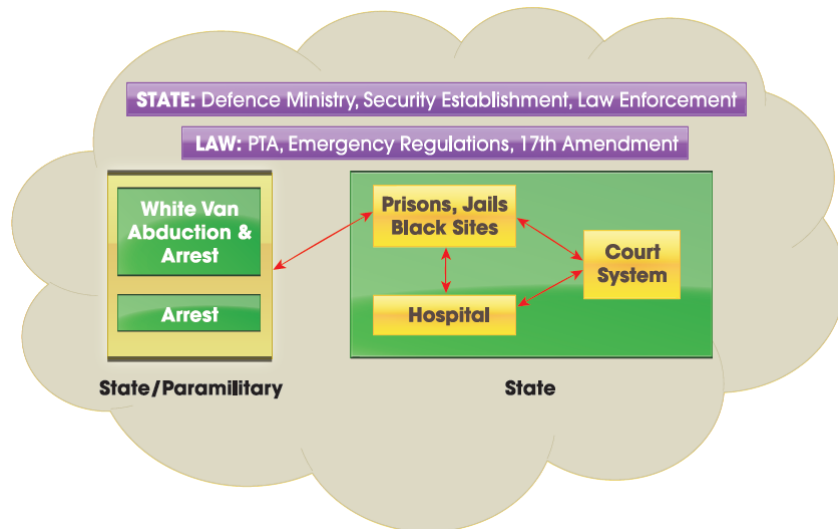 STATE: Defence Ministry, Security Establishment, Law Enforcement
LAW: PTA, Emergency Regulations, 17th Amendment
White Van
Abduction &
Arrest
Arrest
State/Paramilitary
Prisons, Jails
Black Sites
Hospital
Court
System
State